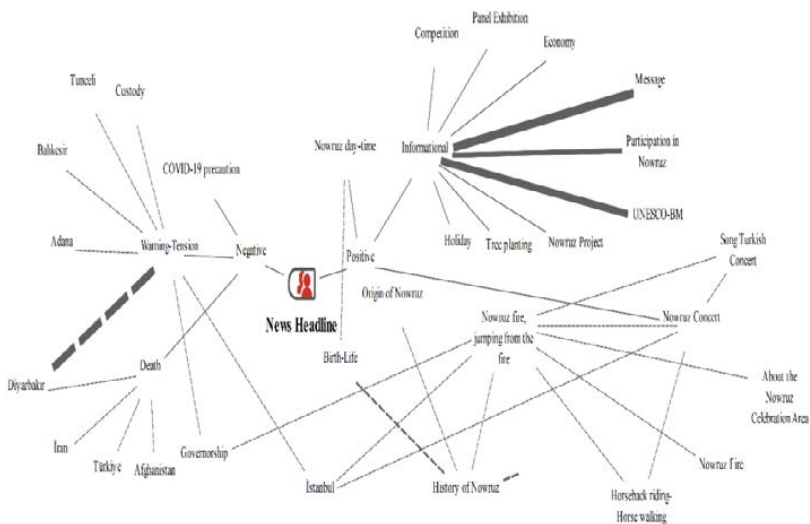 Panel Exhibition
Competition
Economy
Tunceli
Custody
Message
Nowruz day-time
Informational
Participation in
Nowruz
Balıkesir
COVID-19 precaution
UNESCO-BM
Adana
Warning-Tension
Negative
Positive
Holiday
Tree planting
Nowruz Project
Song Turkish
Concert
Origin of Nowruz
News Headline
Nowruz fire,
jumping from the
fire
Nowruz Concert
Birth-Life
Death
Diyarbakır
About the
Nowruz
Celebration Area
İran
Türkiye
Afghanistan
Governorship
İstanbul
History of Nowruz
Nowruz Fire
Horseback riding-
Horse walking